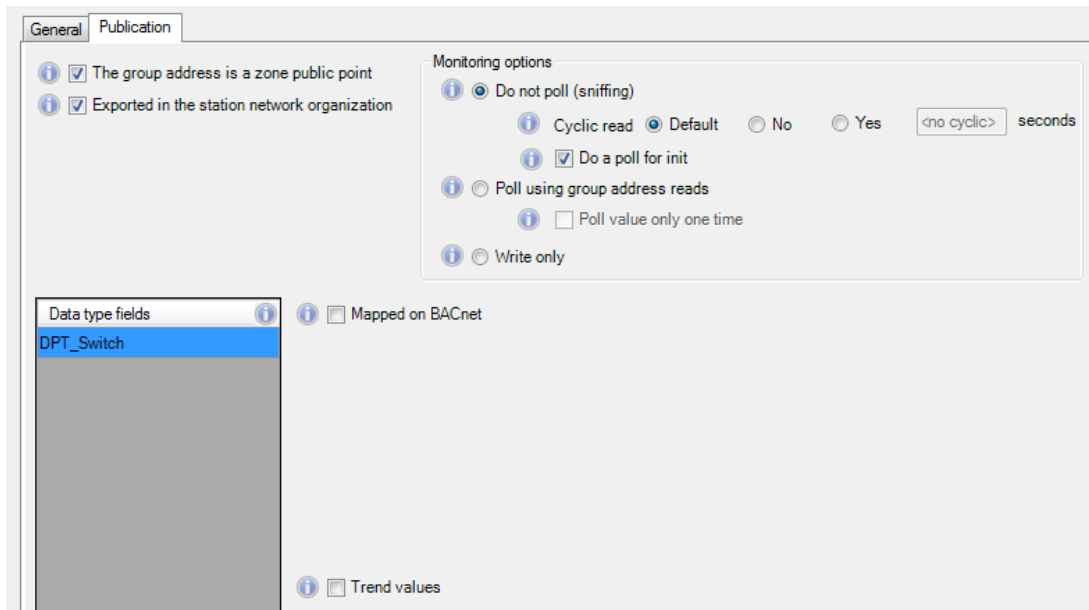 General
Publication
The group address is a zone public point
Exported in the station network organization
Monitoring options
Do not poll (sniffing)
Cyclic read Default No Yes <no cyclic> seconds
Do a poll for init
Poll using group address reads
Poll value only one time
Write only
Data type fields
DPT_Switch
Mapped on BACnet
Trend values